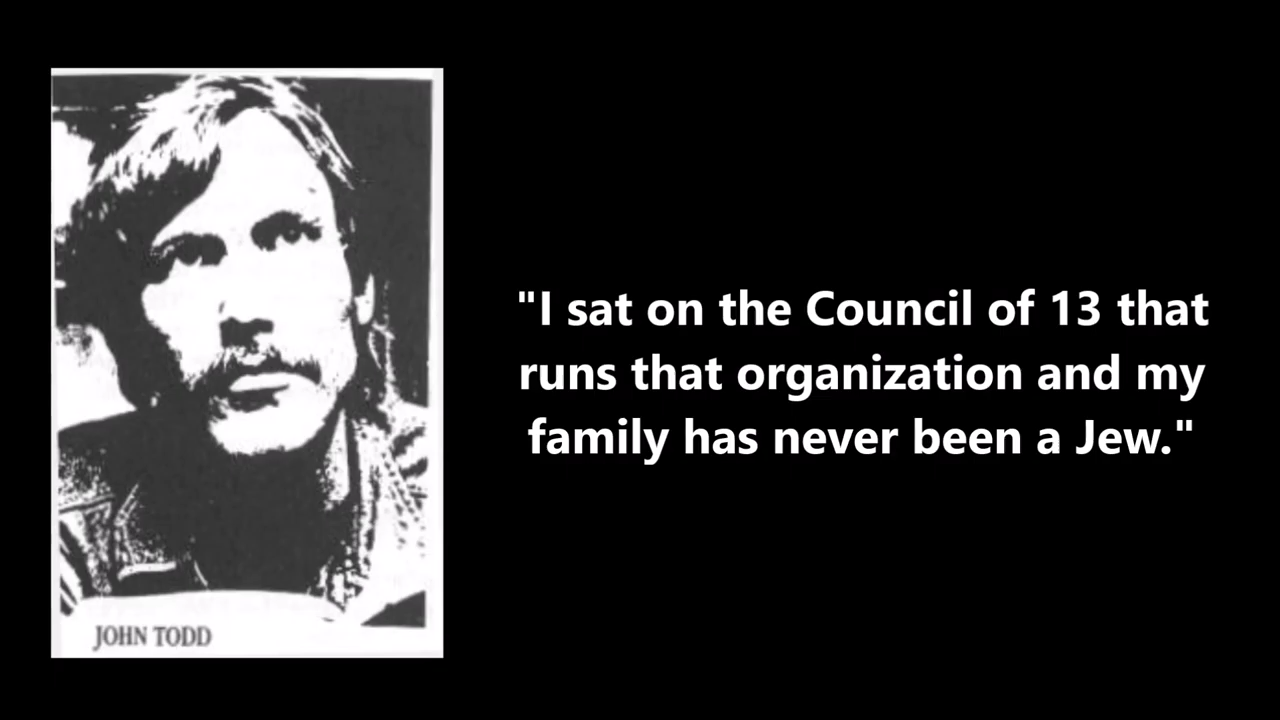 "I sat on the Council of 13 that
runs that organization and my
family has never been a Jew."
JOHN TODD